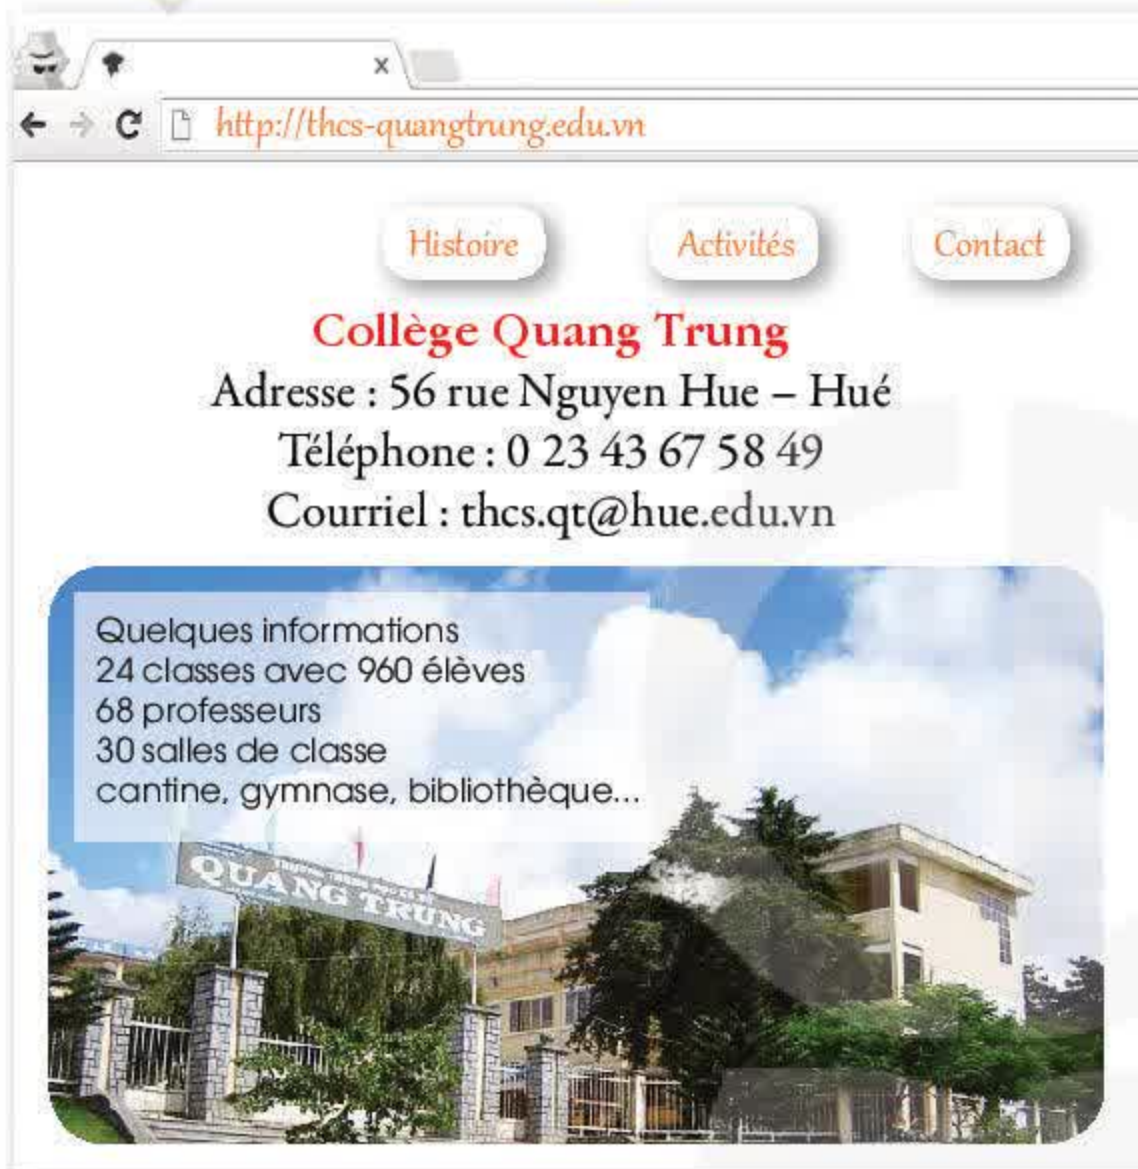 http://thcs-quangtrung.edu.vn
Histoire Activités Contact
Collège Quang Trung
Adresse : 56 rue Nguyen Hue – Hué
Téléphone : 0 23 43 67 58 49
Courriel : thcs.qt@hue.edu.vn
Quelques informations
24 classes avec 960 élèves
68 professeurs
30 salles de classe
cantine, gymnase, bibliothèque...
QUANG TRUNG